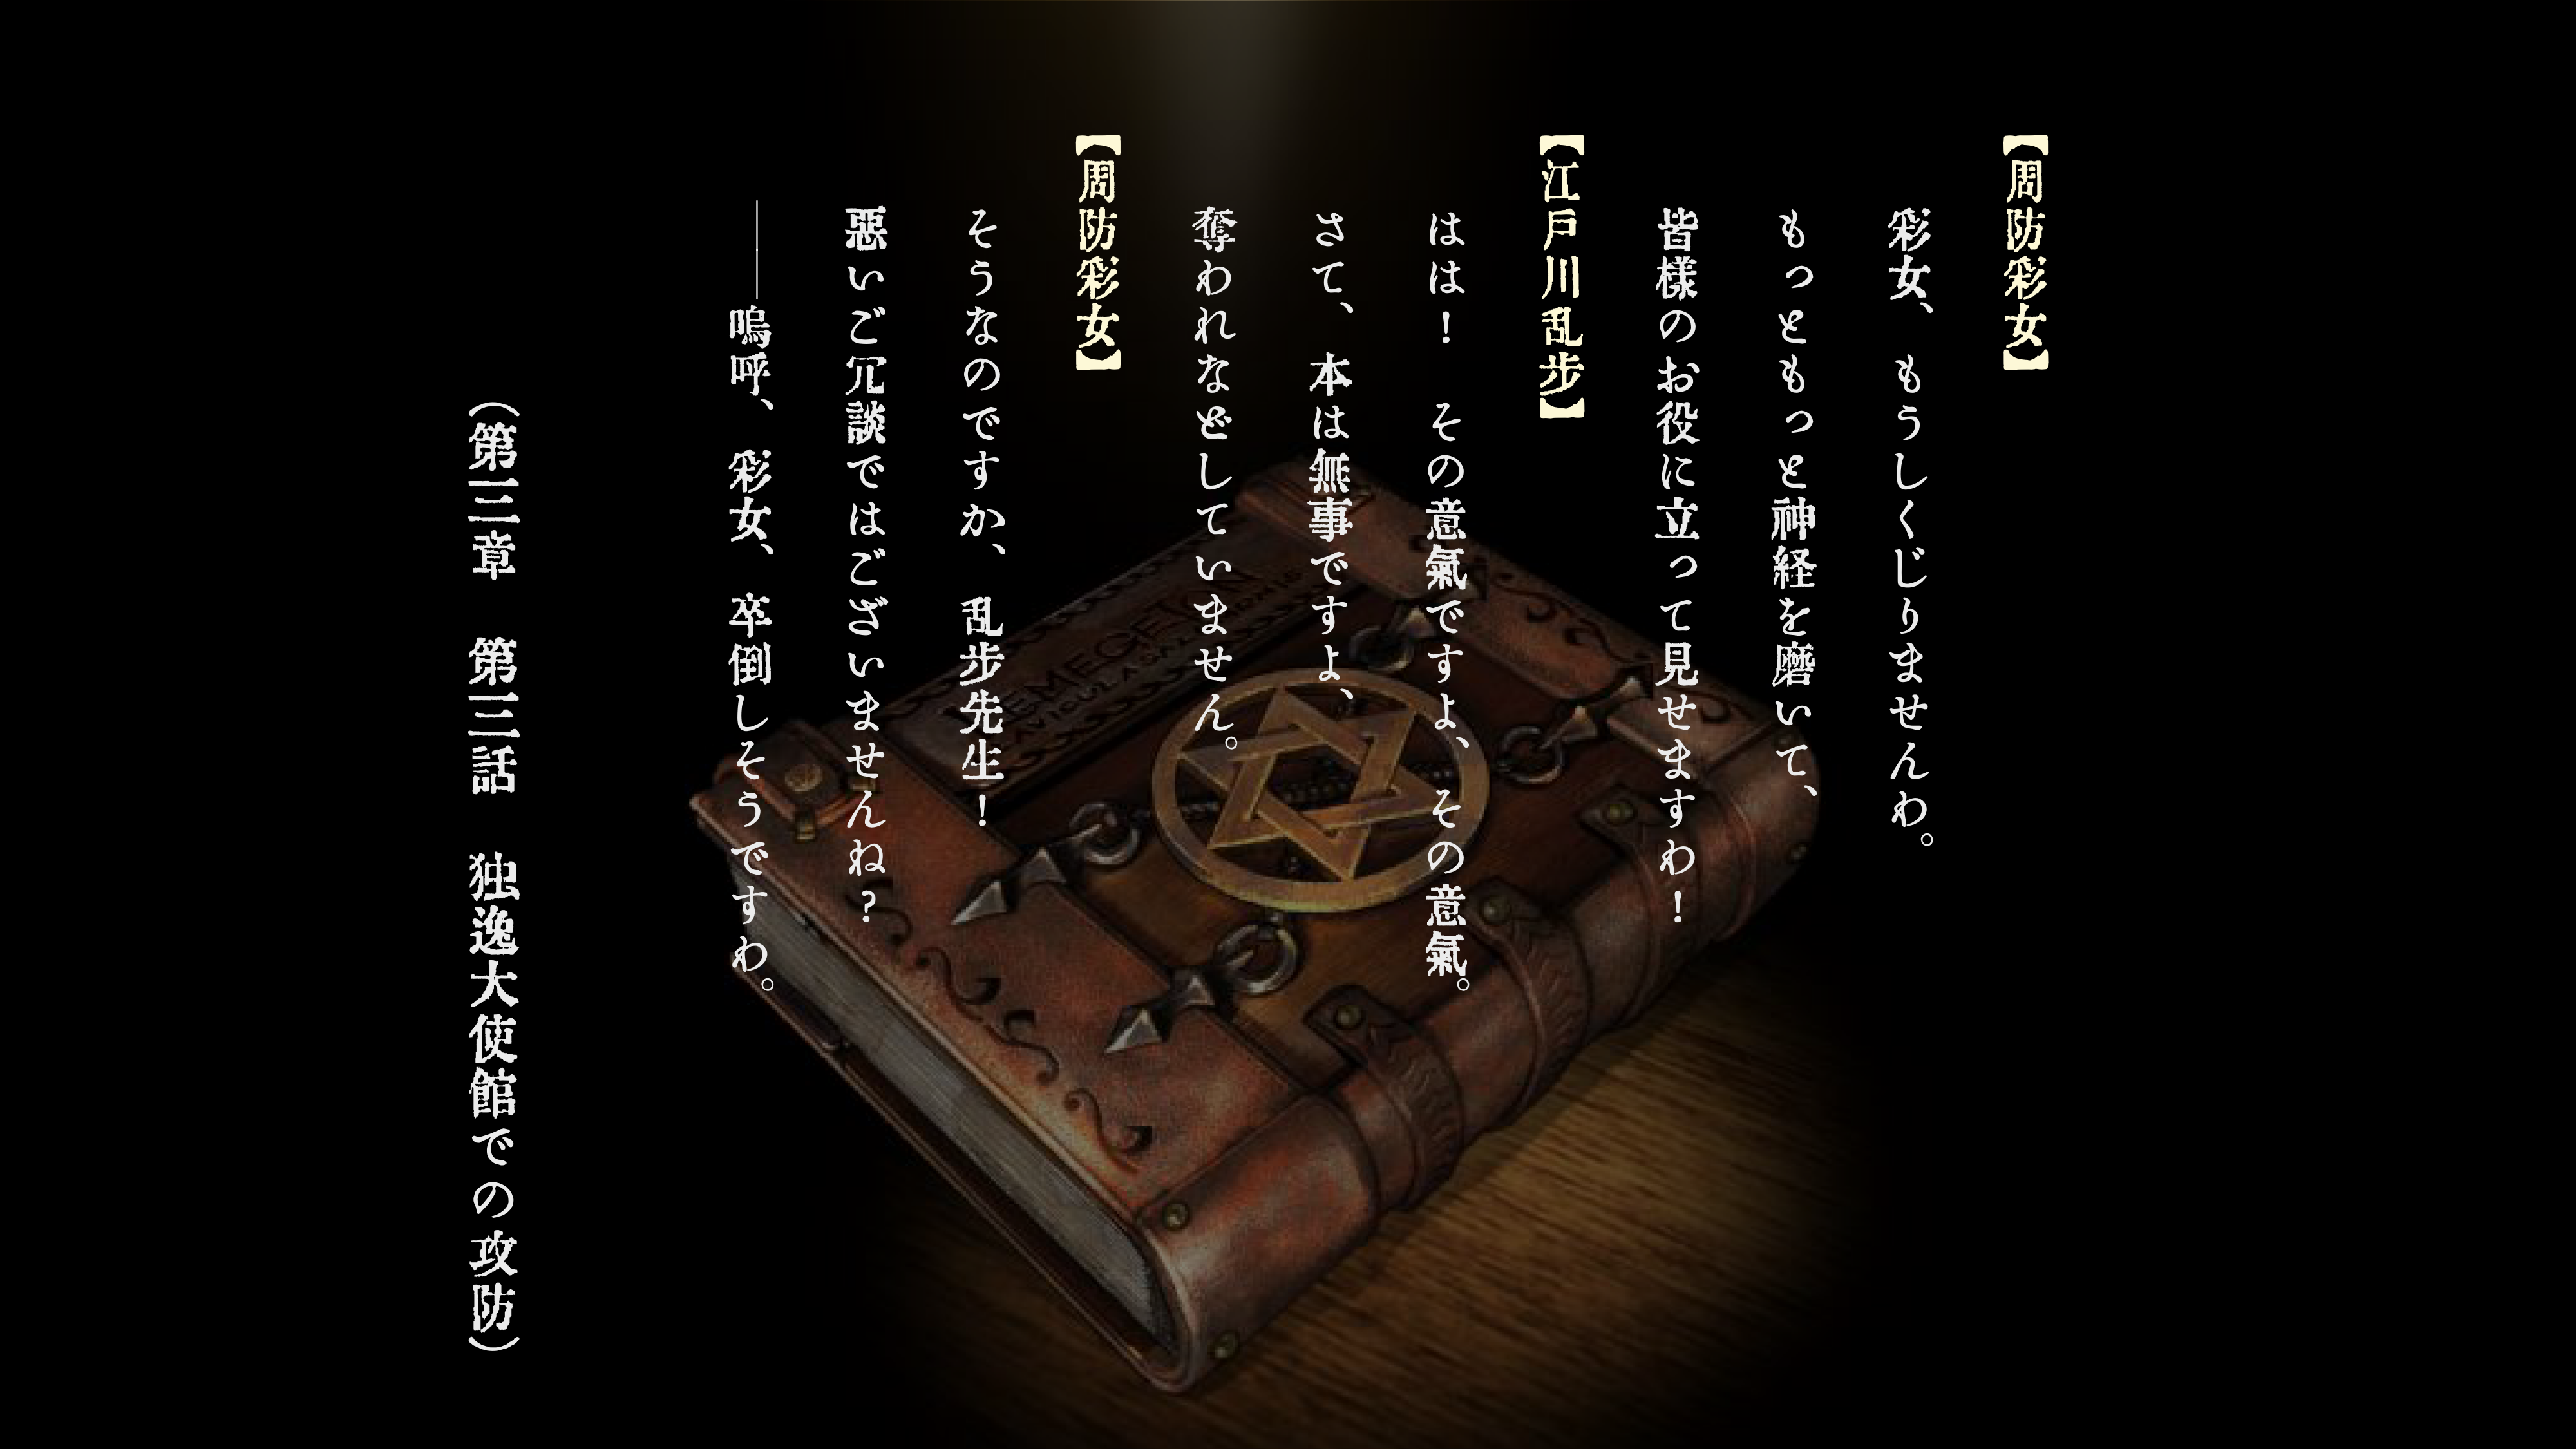 【周防彩女】
彩女、もうしくじりませんわ。
もっともっと神経を磨いて、
皆樣のお役に立って見せますわ！
【江戸川乱歩】
はは！　その意氣ですよ、その意氣。
さて、本は無事ですよ、
奪われなどしていません。
【周防彩女】
そうなのですか、乱歩先生！
惡いご冗談ではございませんね？
――嗚呼、彩女、卒倒しそうですわ。
（第三章　第三話　独逸大使館での攻防）